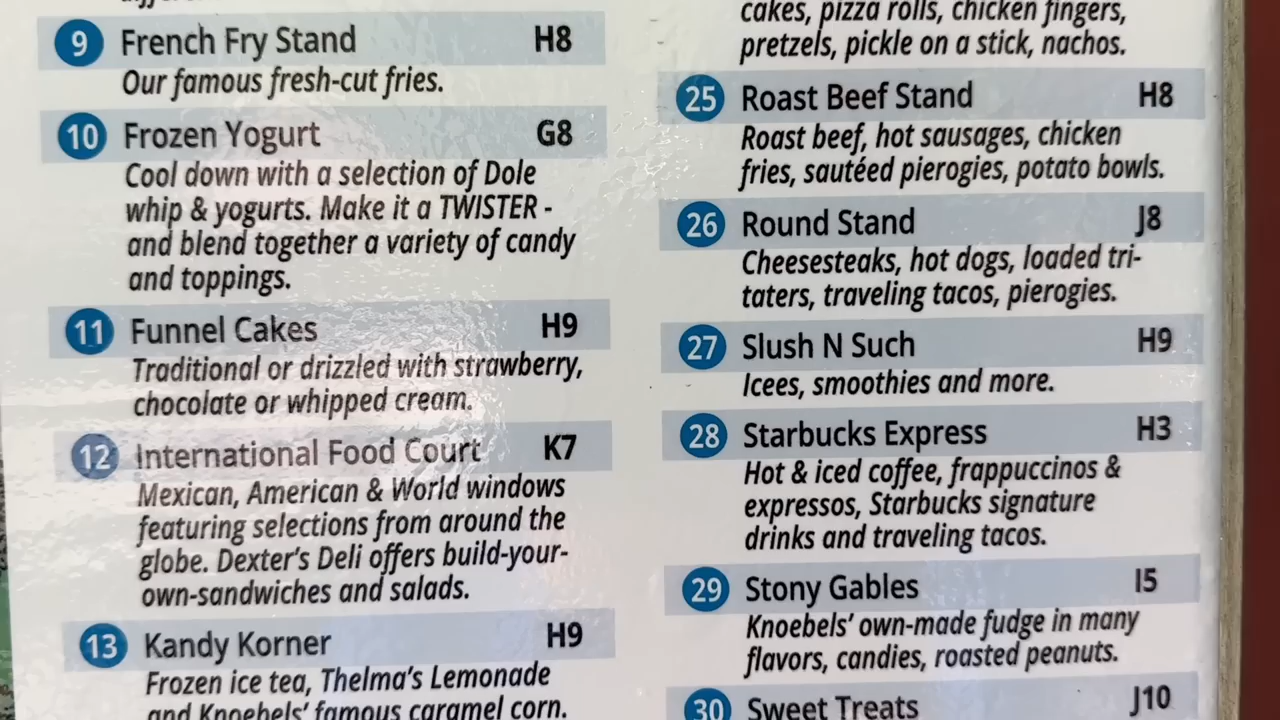 9 French Fry Stand H8
Our famous fresh-cut fries.
10 Frozen Yogurt G8
Cool down with a selection of Dole
whip & yogurts. Make it a TWISTER -
and blend together a variety of candy
and toppings.
11 Funnel Cakes H9
Traditional or drizzled with strawberry,
chocolate or whipped cream.
12 International Food Court K7
Mexican, American & World windows
featuring selections from around the
globe. Dexter's Deli offers build-your-
own-sandwiches and salads.
13 Kandy Korner H9
Frozen ice tea, Thelma's Lemonade
and Knoebels' famous caramel corn.
cakes, pizza rolls, chicken fingers,
pretzels, pickle on a stick, nachos.
25 Roast Beef Stand H8
Roast beef, hot sausages, chicken
fries, sautéed pierogies, potato bowls.
26 Round Stand J8
Cheesesteaks, hot dogs, loaded tri-
taters, traveling tacos, pierogies.
27 Slush N Such H9
Icees, smoothies and more.
28 Starbucks Express H3
Hot & iced coffee, frappuccinos &
expressos, Starbucks signature
drinks and traveling tacos.
29 Stony Gables I5
Knoebels' own-made fudge in many
flavors, candies, roasted peanuts.
30 Sweet Treats J10